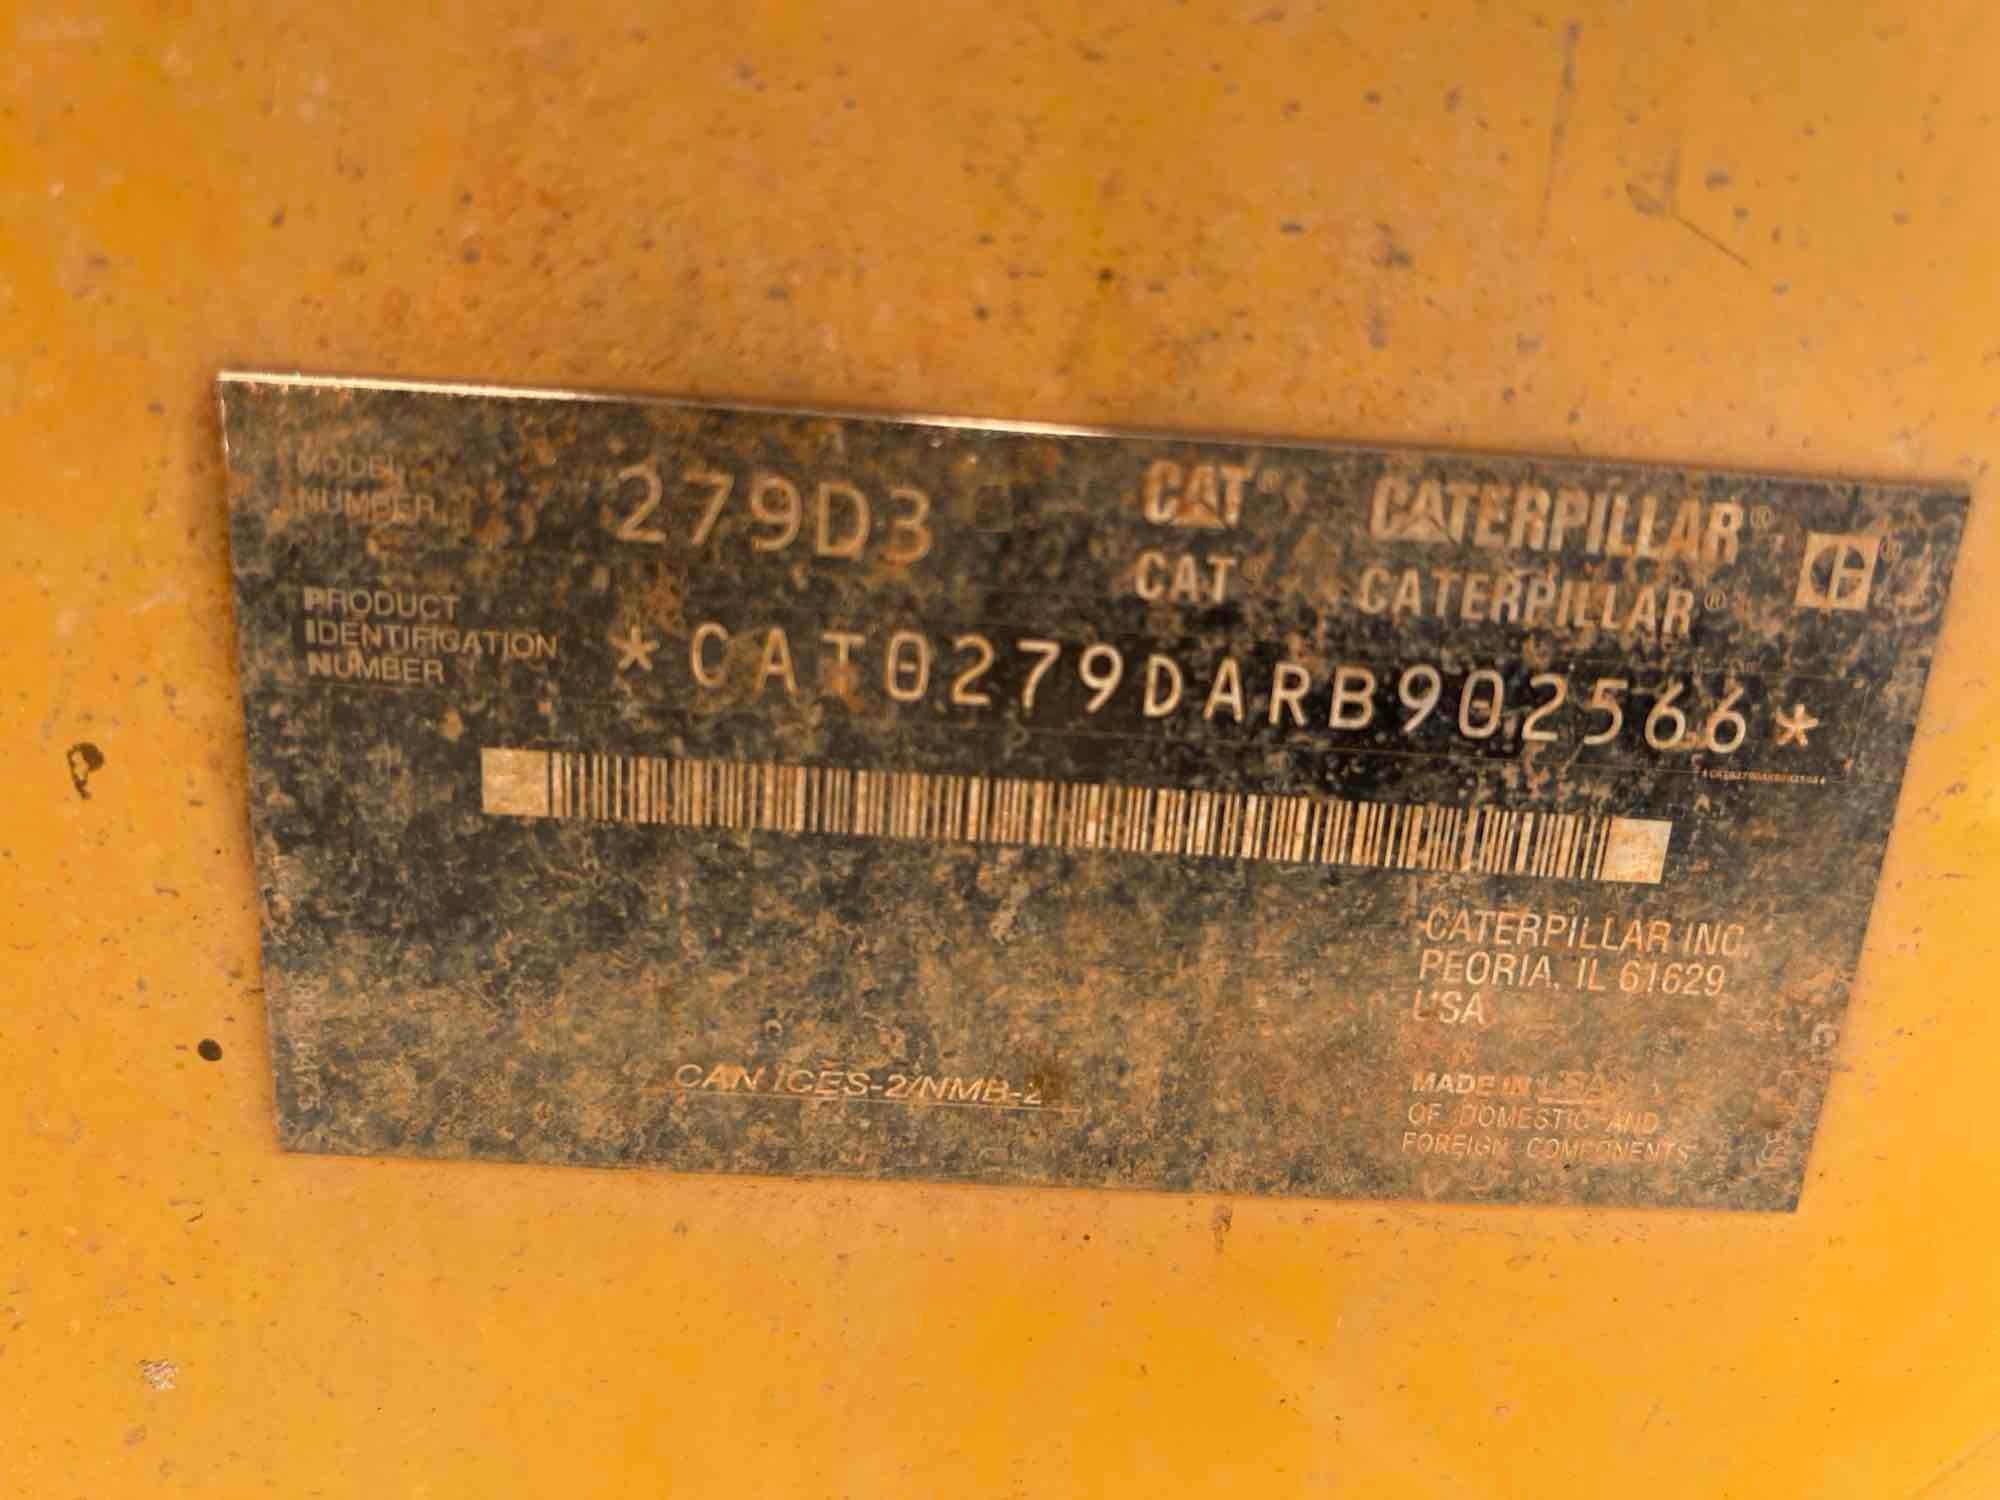 MODEL
NUMBER
279D3
CAT® CATERPILLAR®
CAT CATERPILLAR®
PRODUCT
IDENTIFICATION
NUMBER
*CAT0279DARB902566*
CATERPILLAR INC.
PEORIA, IL 61629
USA
CAN ICES-2/NMB-2
MADE IN USA
OF DOMESTIC AND
FOREIGN COMPONENTS